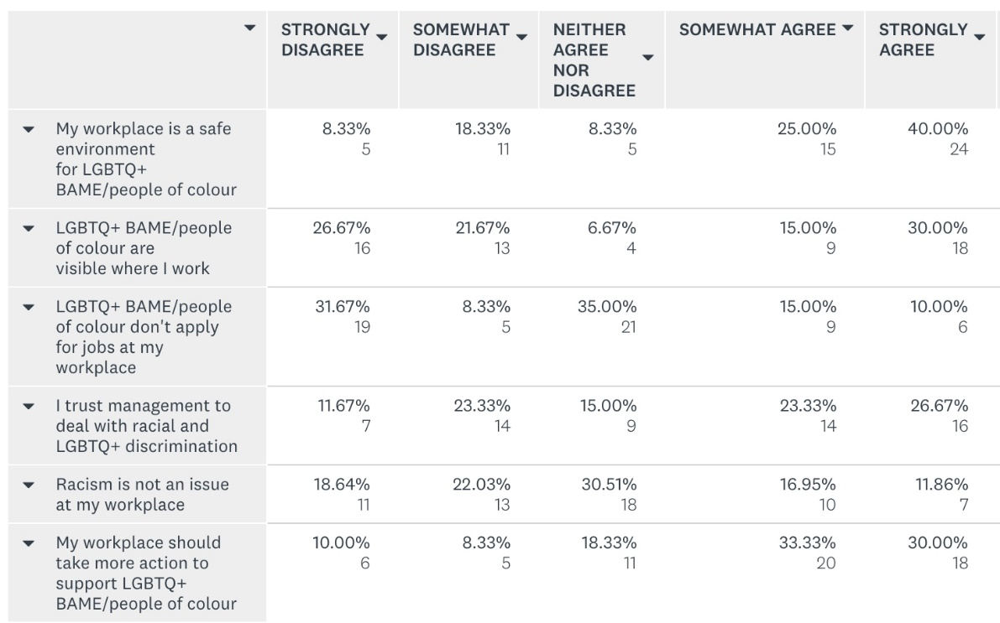 STRONGLY DISAGREE
SOMEWHAT DISAGREE
NEITHER AGREE NOR DISAGREE
SOMEWHAT AGREE
STRONGLY AGREE
My workplace is a safe
environment
for LGBTQ+
BAME/people of colour
8.33% 18.33% 8.33% 25.00% 40.00%
5 11 5 15 24
LGBTQ+ BAME/people
of colour are
visible where I work
26.67% 21.67% 6.67% 15.00% 30.00%
16 13 4 9 18
LGBTQ+ BAME/people
of colour don't apply
for jobs at my
workplace
31.67% 8.33% 35.00% 15.00% 10.00%
19 5 21 9 6
I trust management to
deal with racial and
LGBTQ+ discrimination
11.67% 23.33% 15.00% 23.33% 26.67%
7 14 9 14 16
Racism is not an issue
at my workplace
18.64% 22.03% 30.51% 16.95% 11.86%
11 13 18 10 7
My workplace should
take more action to
support LGBTQ+
BAME/people of colour
10.00% 8.33% 18.33% 33.33% 30.00%
6 5 11 20 18